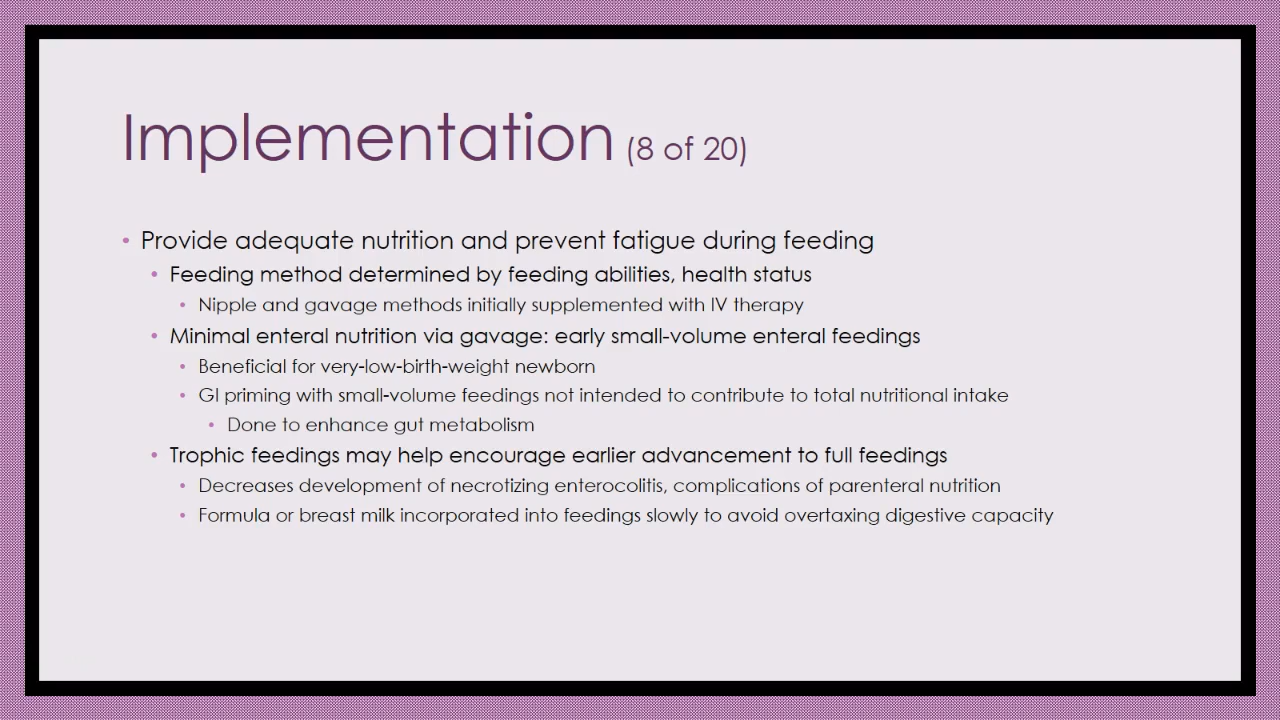 Implementation (8 of 20)
• Provide adequate nutrition and prevent fatigue during feeding
• Feeding method determined by feeding abilities, health status
• Nipple and gavage methods initially supplemented with IV therapy
• Minimal enteral nutrition via gavage: early small-volume enteral feedings
• Beneficial for very-low-birth-weight newborn
• GI priming with small-volume feedings not intended to contribute to total nutritional intake
• Done to enhance gut metabolism
• Trophic feedings may help encourage earlier advancement to full feedings
• Decreases development of necrotizing enterocolitis, complications of parenteral nutrition
• Formula or breast milk incorporated into feedings slowly to avoid overtaxing digestive capacity